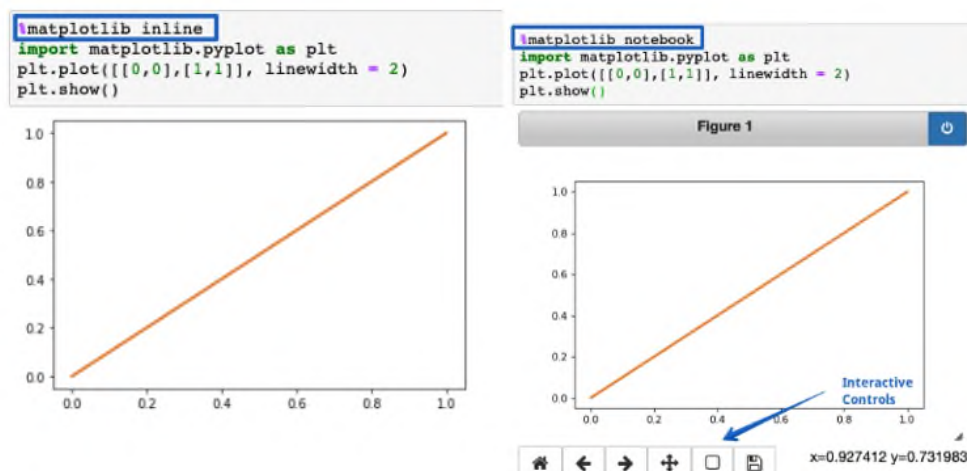 %matplotlib inline
import matplotlib.pyplot as plt
plt.plot([[0,0],[1,1]], linewidth = 2)
plt.show()
1.0
0.8
0.6
0.4
0.2
0.0
0.0 0.2 0.4 0.6 0.8 1.0
%matplotlib notebook
import matplotlib.pyplot as plt
plt.plot([[0,0],[1,1]], linewidth = 2)
plt.show()
Figure 1
1.0
0.8
0.6
0.4
0.2
0.0
Interactive
Controls
0.0 0.2 0.4 0.6 0.8 1.0
x=0.927412 y=0.731983